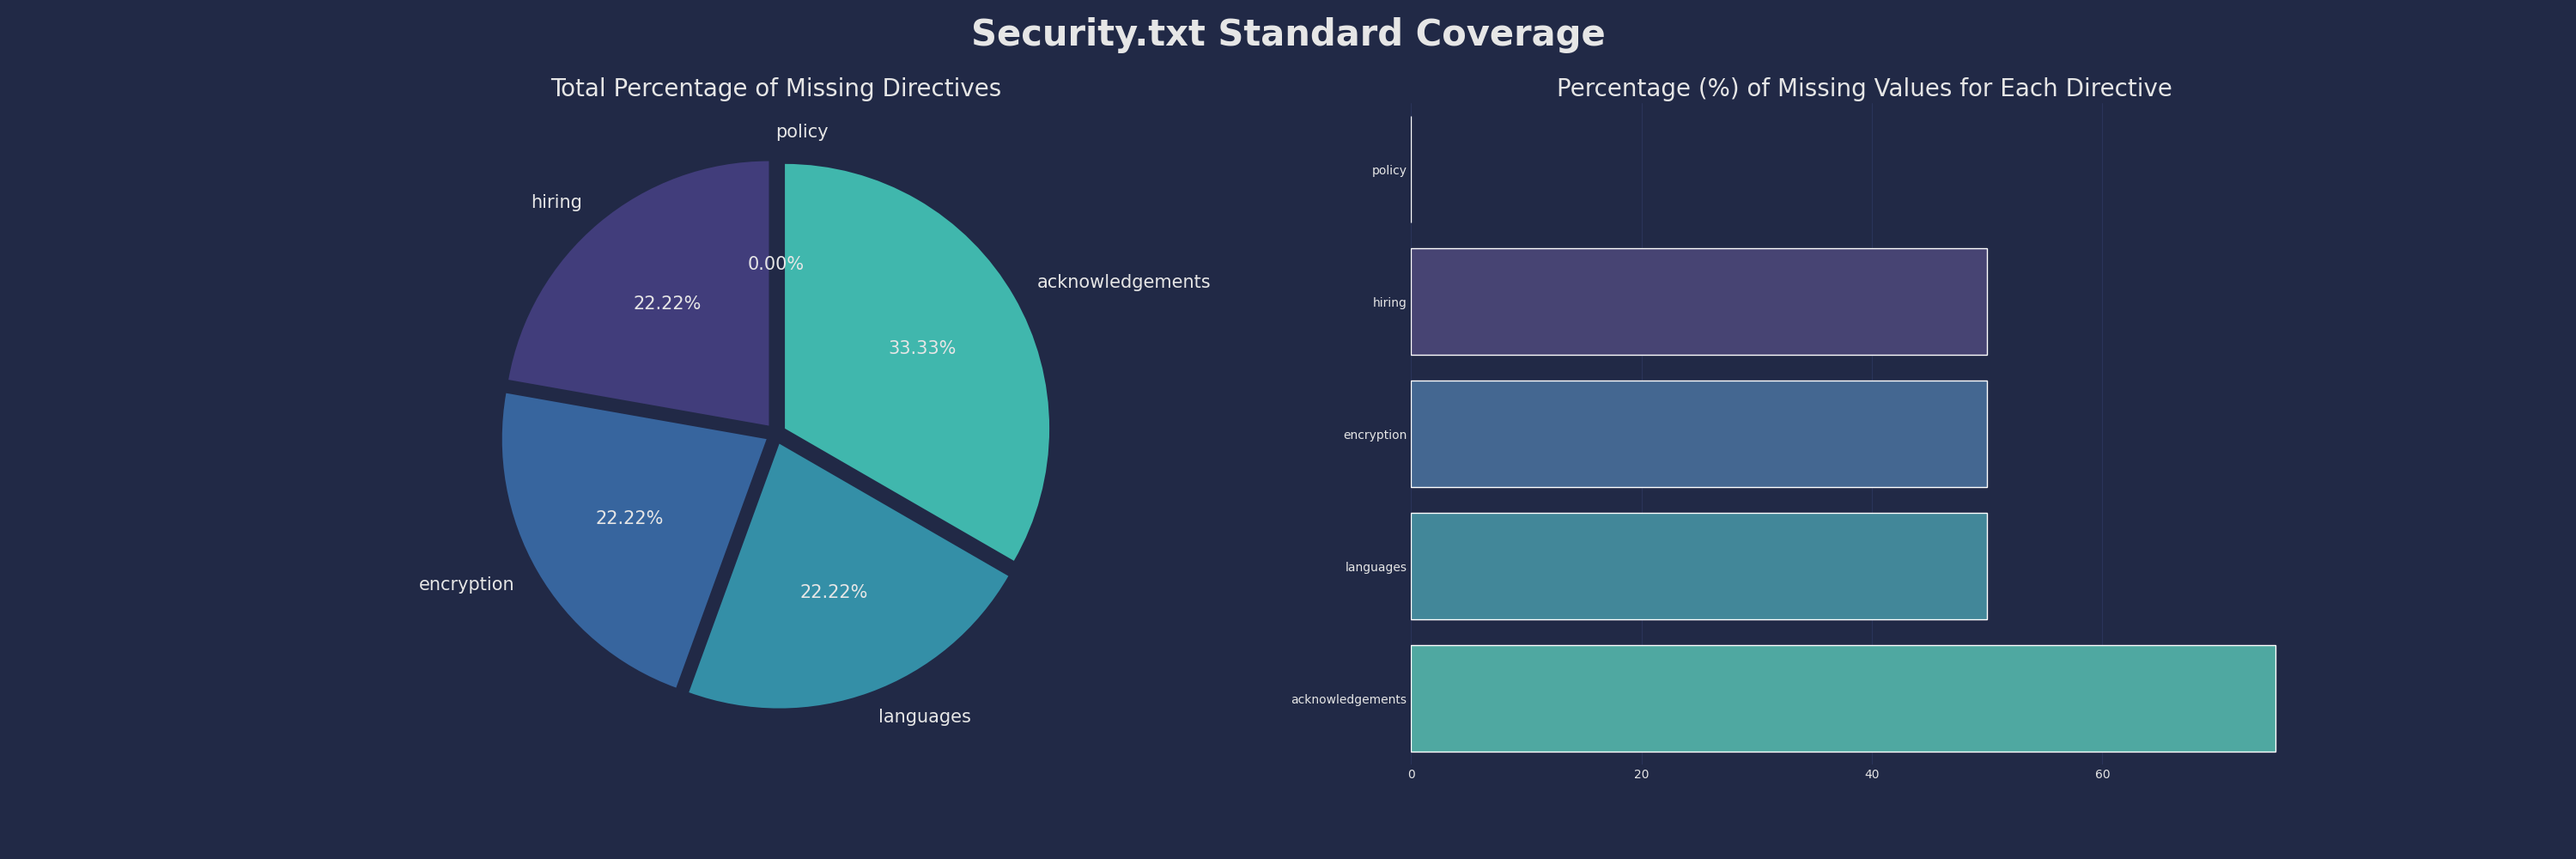 Security.txt Standard Coverage
Total Percentage of Missing Directives
policy
hiring
0.00%
acknowledgements
22.22%
33.33%
22.22%
encryption
22.22%
languages
Percentage (%) of Missing Values for Each Directive
policy
hiring
encryption
languages
acknowledgements
0 20 40 60